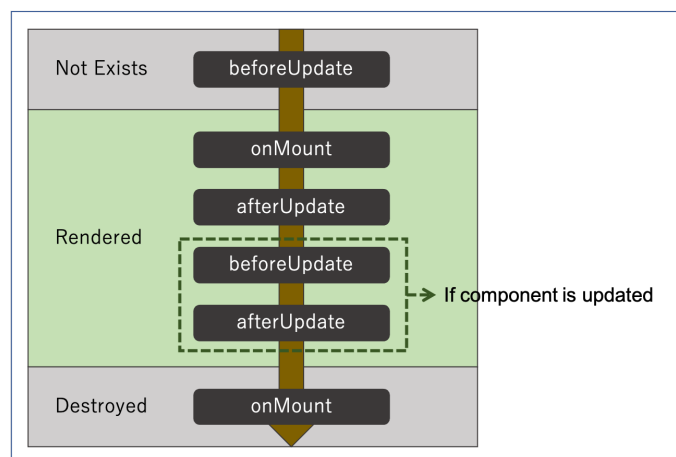 Not Exists
beforeUpdate
onMount
afterUpdate
Rendered
beforeUpdate
If component is updated
afterUpdate
Destroyed
onMount